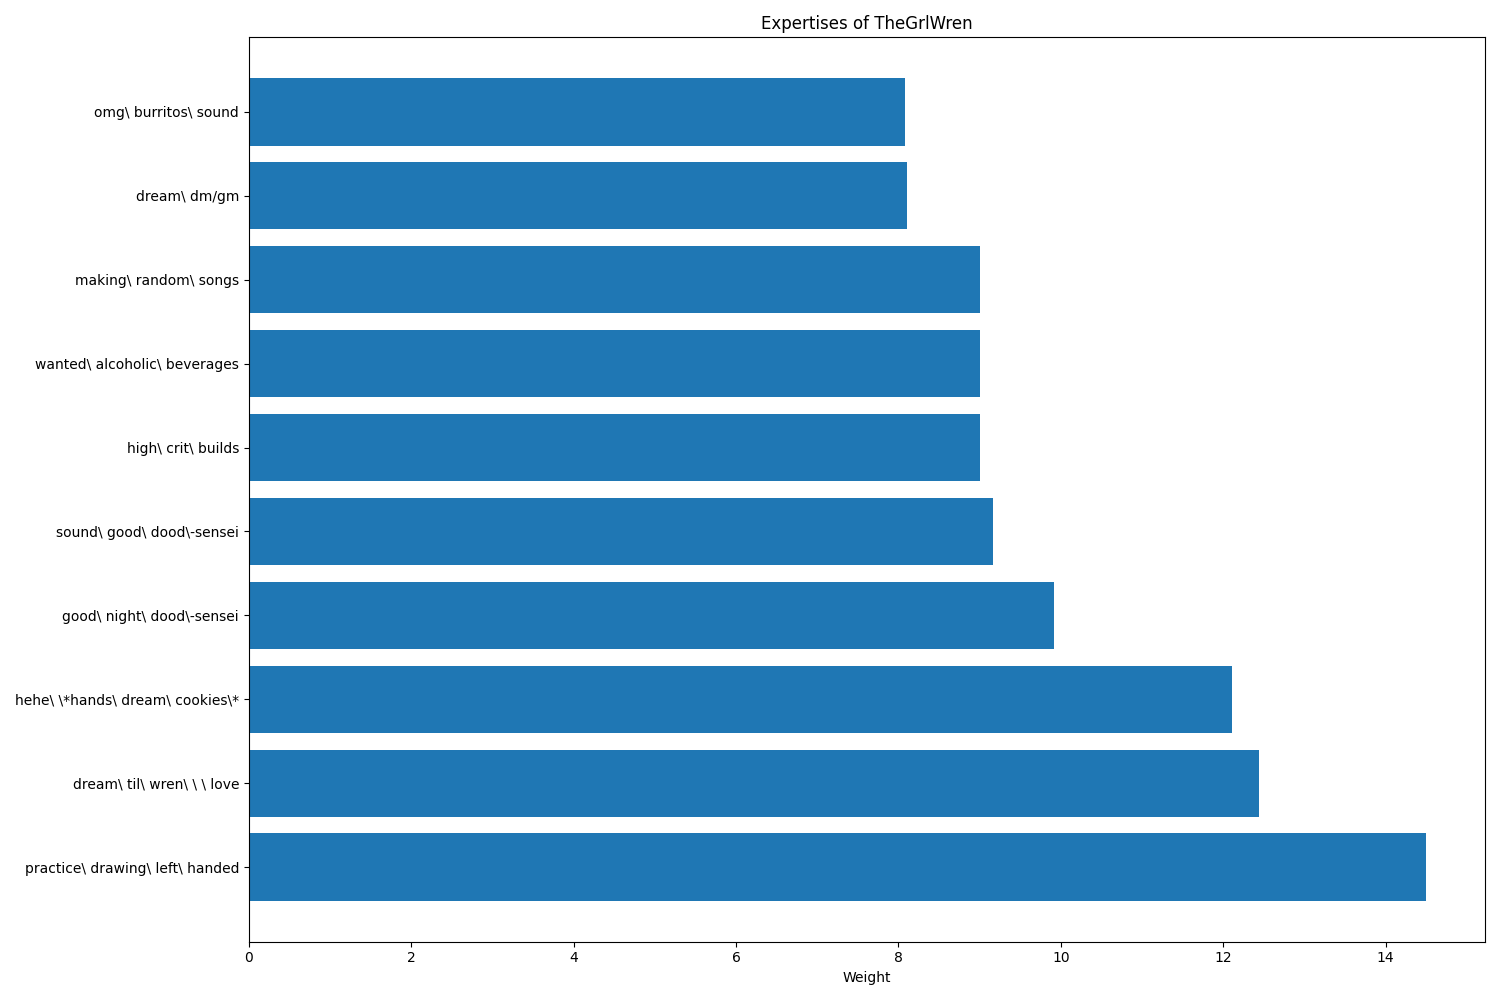 Expertises of TheGrlWren
omg\ burritos\ sound
dream\ dm/gm
making\ random\ songs
wanted\ alcoholic\ beverages
high\ crit\ builds
sound\ good\ dood\-sensei
good\ night\ dood\-sensei
hehe\ \*hands\ dream\ cookies\*
dream\ til\ wren\ \ \ love
practice\ drawing\ left\ handed
0 2 4 6 8 10 12 14
Weight